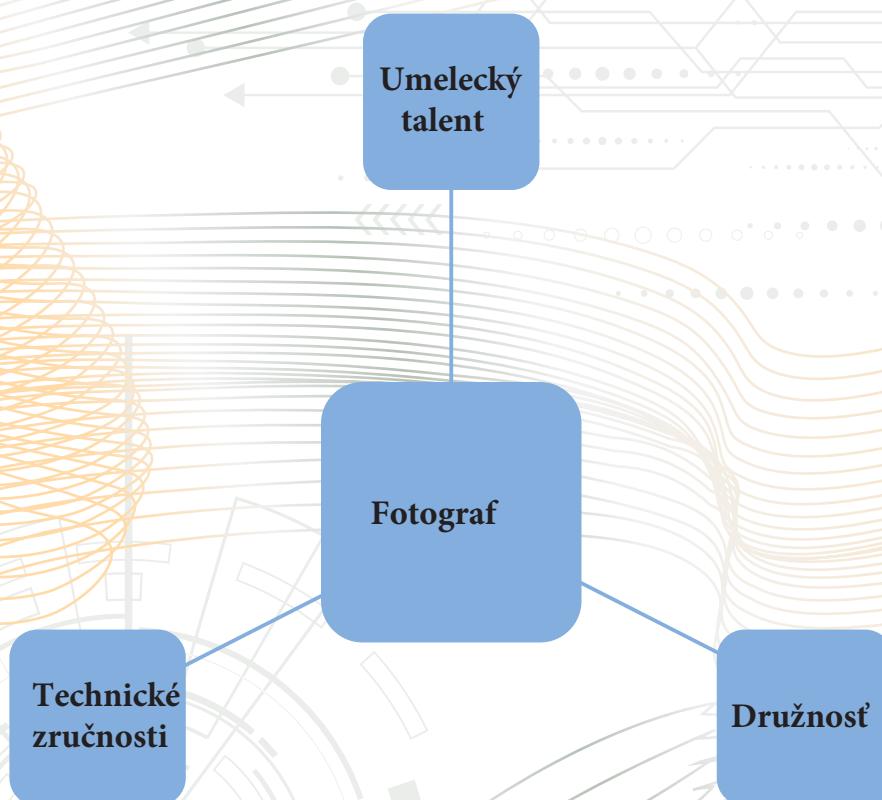 Umelecký
talent
Fotograf
Technické
zručnosti
Družnosť